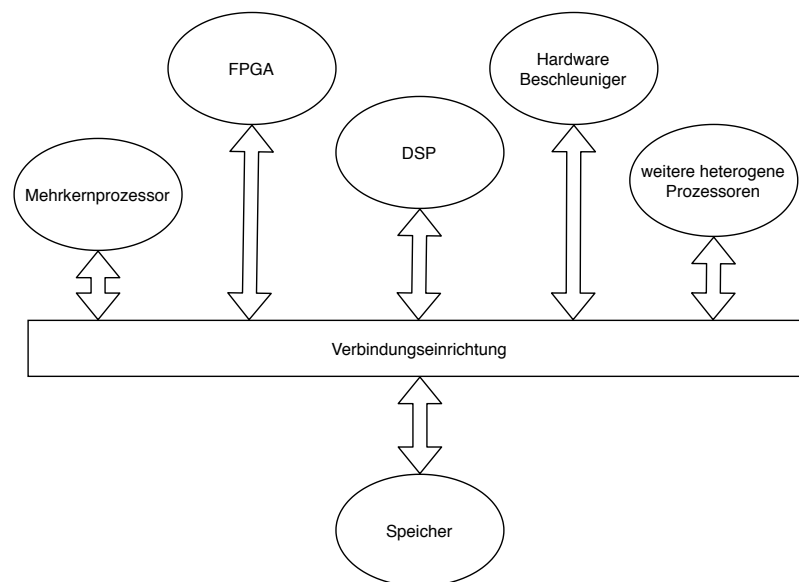 FPGA
Hardware
Beschleuniger
DSP
Mehrkernprozessor
weitere heterogene
Prozessoren
Verbindungseinrichtung
Speicher